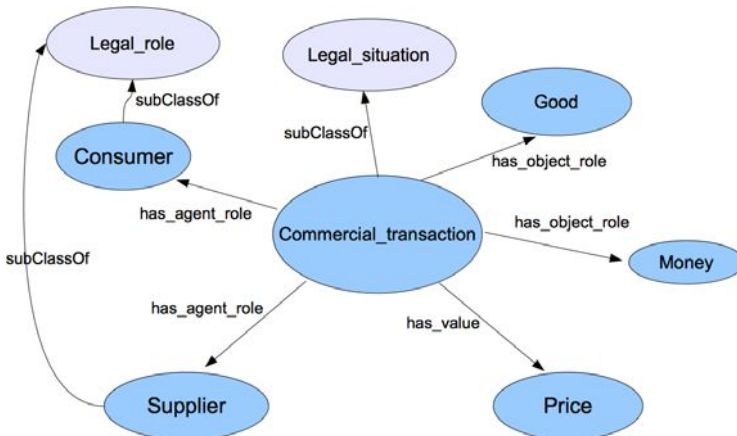 Legal_role
Legal_situation
Good
subClassOf
subClassOf
Consumer
has_object_role
has_agent_role
Commercial_transaction
has_object_role
subClassOf
Money
has_agent_role
has_value
Supplier
Price